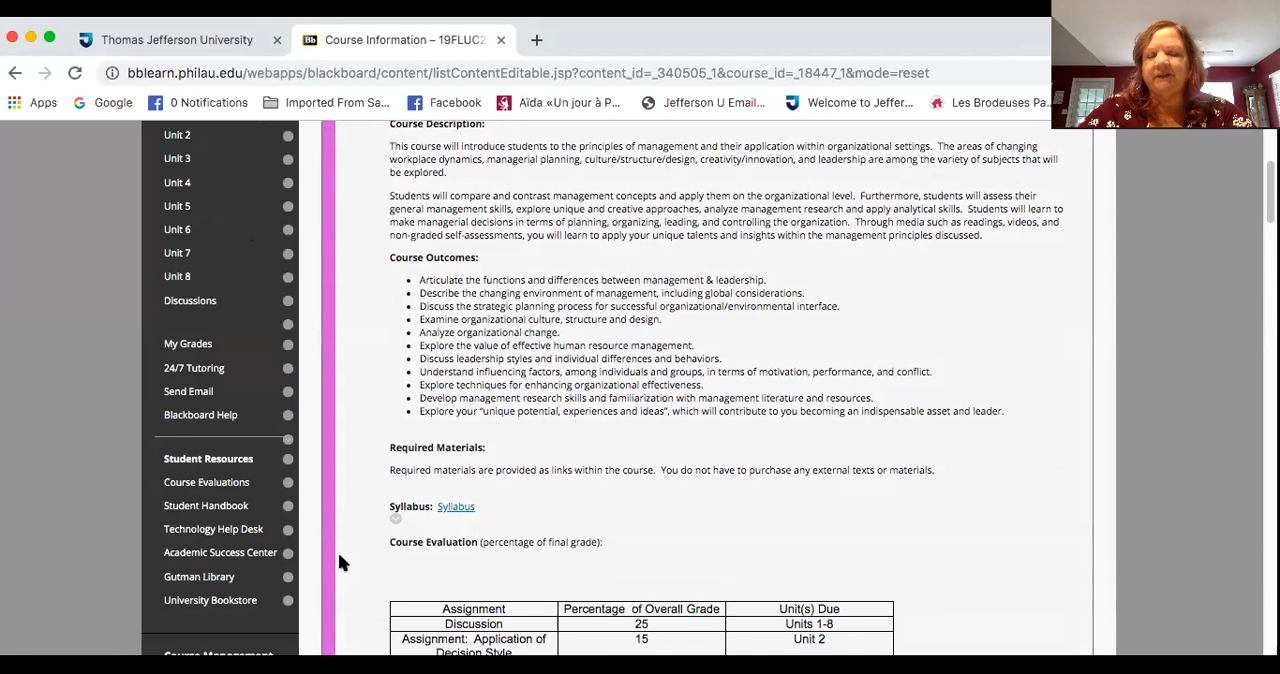 Thomas Jefferson University
Bb Course Information – 19FLUC2
bblearn.philau.edu/webapps/blackboard/content/listContentEditable.jsp?content_id=_340505_1&course_id=_18447_1&mode=reset
Apps Google 0 Notifications Imported From Sa... Facebook Aïda «Un jour à P... Jefferson U Email... Welcome to Jeffer... Les Brodeuses Pa...
Unit 2
Unit 3
Unit 4
Unit 5
Unit 6
Unit 7
Unit 8
Discussions
My Grades
24/7 Tutoring
Send Email
Blackboard Help
Student Resources
Course Evaluations
Student Handbook
Technology Help Desk
Academic Success Center
Gutman Library
University Bookstore
Course Management
Course Description:
This course will introduce students to the principles of management and their application within organizational settings. The areas of changing
workplace dynamics, managerial planning, culture/structure/design, creativity/innovation, and leadership are among the variety of subjects that will
be explored.
Students will compare and contrast management concepts and apply them on the organizational level. Furthermore, students will assess their
general management skills, explore unique and creative approaches, analyze management research and apply analytical skills. Students will learn to
make managerial decisions in terms of planning, organizing, leading, and controlling the organization. Through media such as readings, videos, and
non-graded self-assessments, you will learn to apply your unique talents and insights within the management principles discussed.
Course Outcomes:
• Articulate the functions and differences between management & leadership.
• Describe the changing environment of management, including global considerations.
• Discuss the strategic planning process for successful organizational/environmental interface.
• Examine organizational culture, structure and design.
• Analyze organizational change.
• Explore the value of effective human resource management.
• Discuss leadership styles and individual differences and behaviors.
• Understand influencing factors, among individuals and groups, in terms of motivation, performance, and conflict.
• Explore techniques for enhancing organizational effectiveness.
• Develop management research skills and familiarization with management literature and resources.
• Explore your “unique potential, experiences and ideas”, which will contribute to you becoming an indispensable asset and leader.
Required Materials:
Required materials are provided as links within the course. You do not have to purchase any external texts or materials.
Syllabus: Syllabus
Course Evaluation (percentage of final grade):
Assignment Percentage of Overall Grade Unit(s) Due
Discussion 25 Units 1-8
Assignment: Application of 15 Unit 2
Decision Style